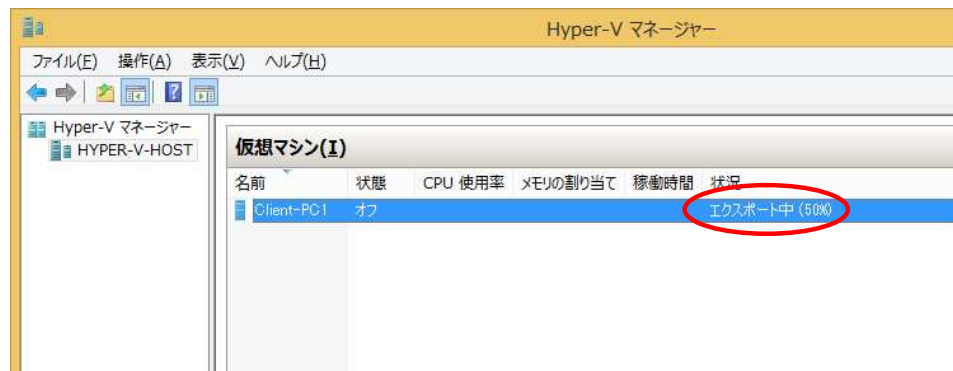 Hyper-V マネージャー
ファイル(F) 操作(A) 表示(V) ヘルプ(H)
Hyper-V マネージャー
HYPER-V-HOST
仮想マシン(I)
名前 状態 CPU 使用率 メモリの割り当て 稼働時間 状況
Client-PC1 オフ エクスポート中 (50%)